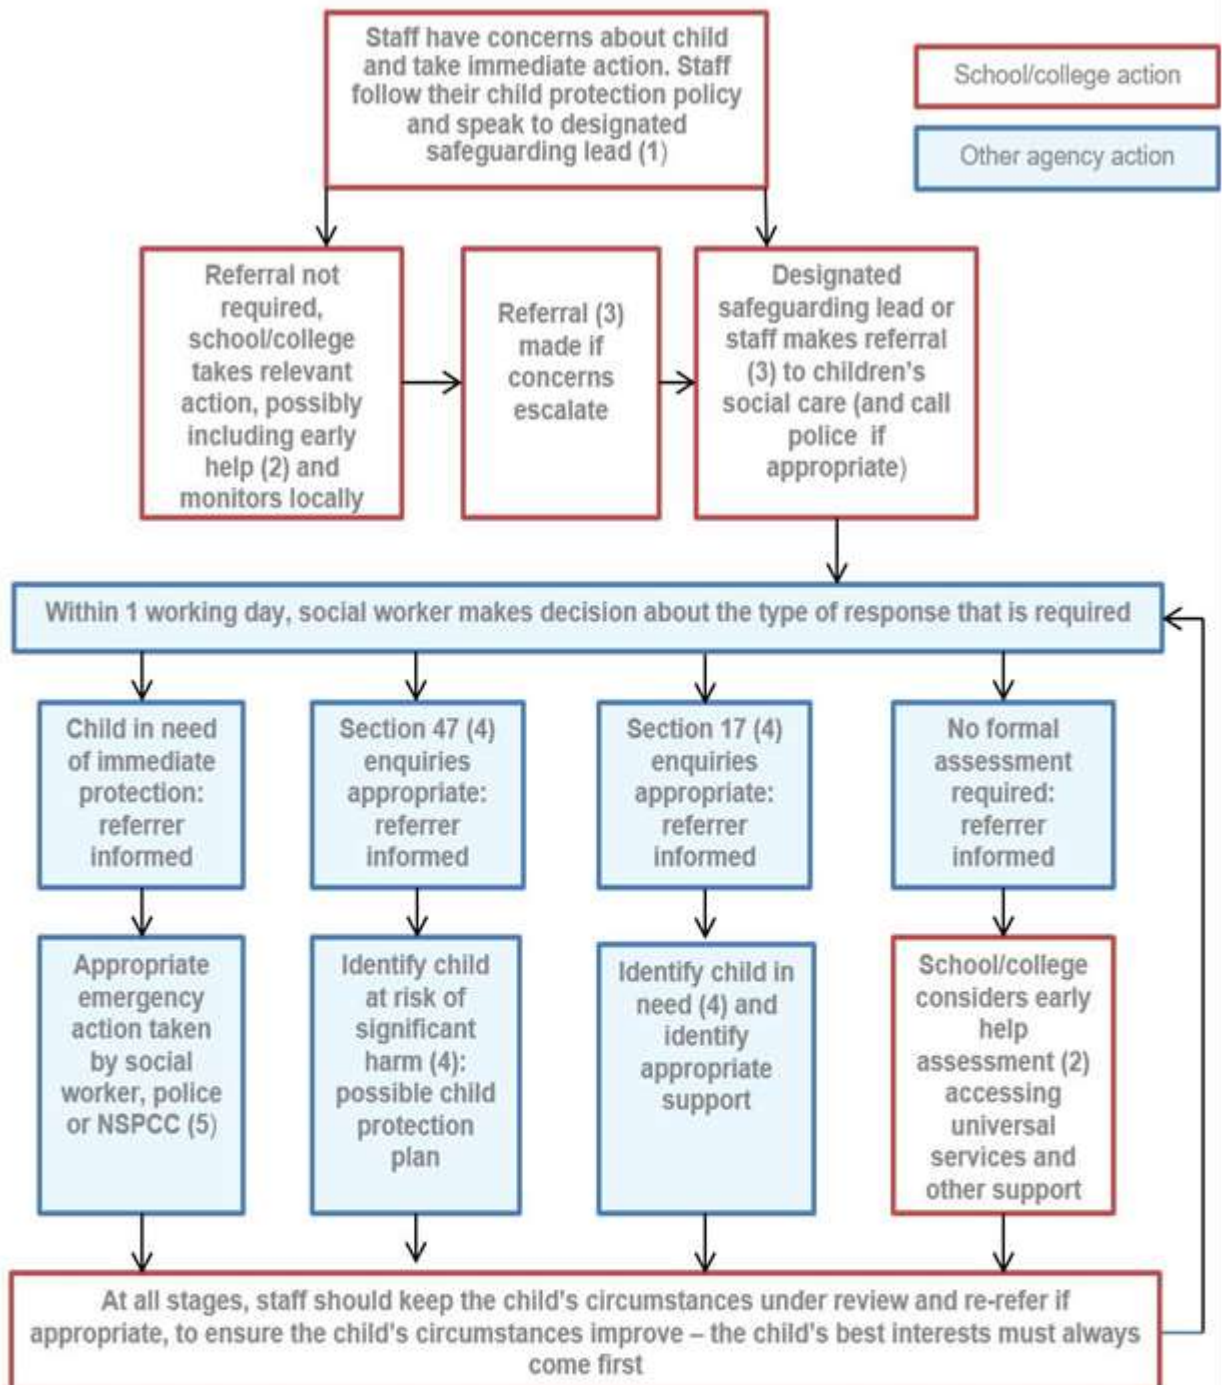 Staff have concerns about child
and take immediate action. Staff
follow their child protection policy
and speak to designated
safeguarding lead (1)
School/college action
Other agency action
Referral not
required,
school/college
takes relevant
action, possibly
including early
help (2) and
monitors locally
Referral (3)
made if
concerns
escalate
Designated
safeguarding lead or
staff makes referral
(3) to children's
social care (and call
police if
appropriate)
Within 1 working day, social worker makes decision about the type of response that is required
Child in need
of immediate
protection:
referrer
informed
Section 47 (4)
enquiries
appropriate:
referrer
informed
Section 17 (4)
enquiries
appropriate:
referrer
informed
No formal
assessment
required:
referrer
informed
Appropriate
emergency
action taken
by social
worker, police
or NSPCC (5)
Identify child
at risk of
significant
harm (4):
possible child
protection
plan
Identify child in
need (4) and
identify
appropriate
support
School/college
considers early
help
assessment (2)
accessing
universal
services and
other support
At all stages, staff should keep the child's circumstances under review and re-refer if
appropriate, to ensure the child's circumstances improve – the child's best interests must always
come first